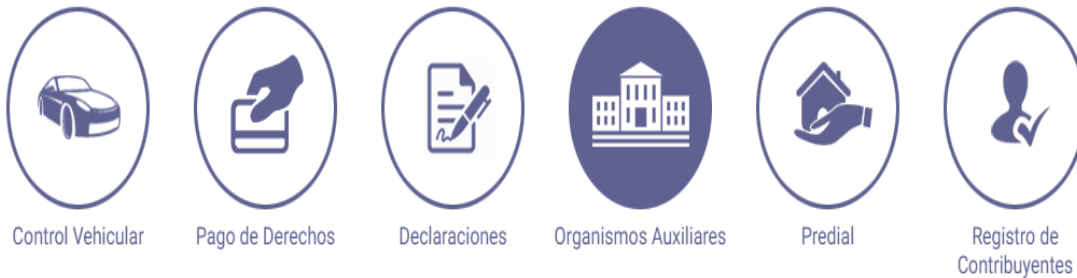 Control Vehicular
Pago de Derechos
Declaraciones
Organismos Auxiliares
Predial
Registro de
Contribuyentes